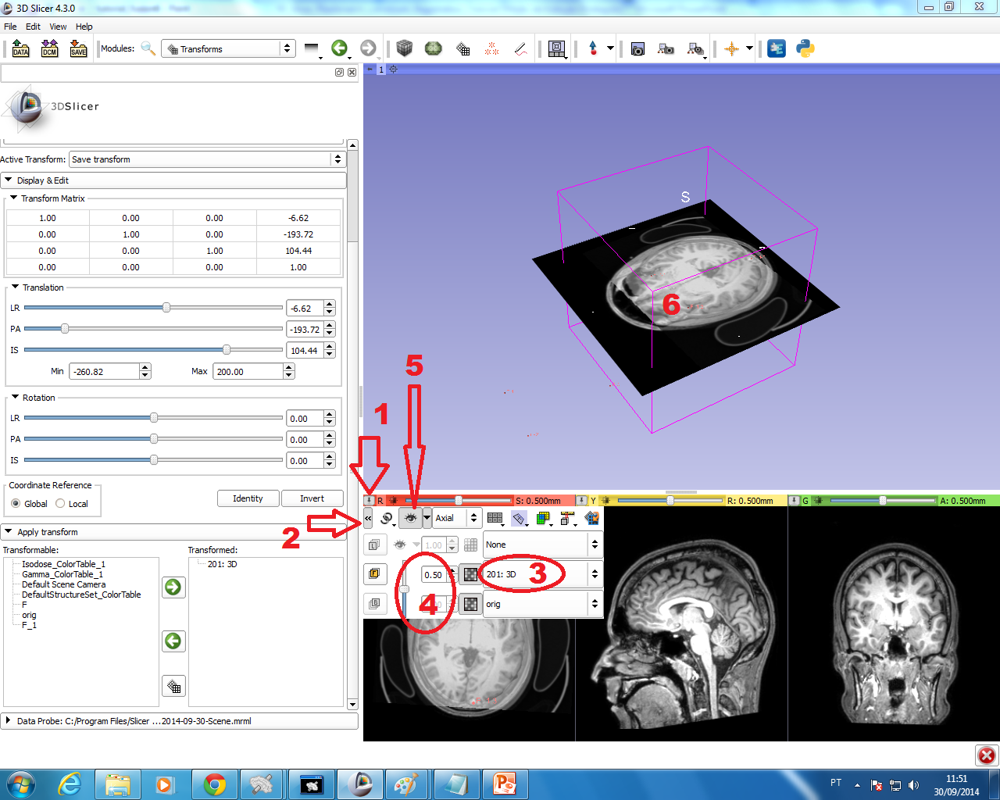 3D Slicer 4.3.0
File Edit View Help
DATA DCM SAVE Modules: Transforms
1
3DSlicer
Active Transform: Save transform
Display & Edit
Transform Matrix
1.00 0.00 0.00 -6.62
0.00 1.00 0.00 -193.72
0.00 0.00 1.00 104.44
0.00 0.00 0.00 1.00
Translation
LR -6.62
PA -193.72
IS 104.44
Min -260.82 Max 200.00
Rotation
LR 0.00
PA 0.00
IS 0.00
Coordinate Reference
Global Local Identity Invert
Apply transform
Transformable: Transformed:
Isodose_ColorTable_1
Gamma_ColorTable_1
Default Scene Camera
DefaultStructureSet_ColorTable
F
orig
F_1
201: 3D
Data Probe: C:/Program Files/Slicer ...2014-09-30-Scene.mrml
S
6
5
1
2
R S: 0.500mm Y R: 0.500mm G A: 0.500mm
Axial
1.00 None
F 0.50 201: 3D 3
4
B orig
PT 11:51
30/09/2014